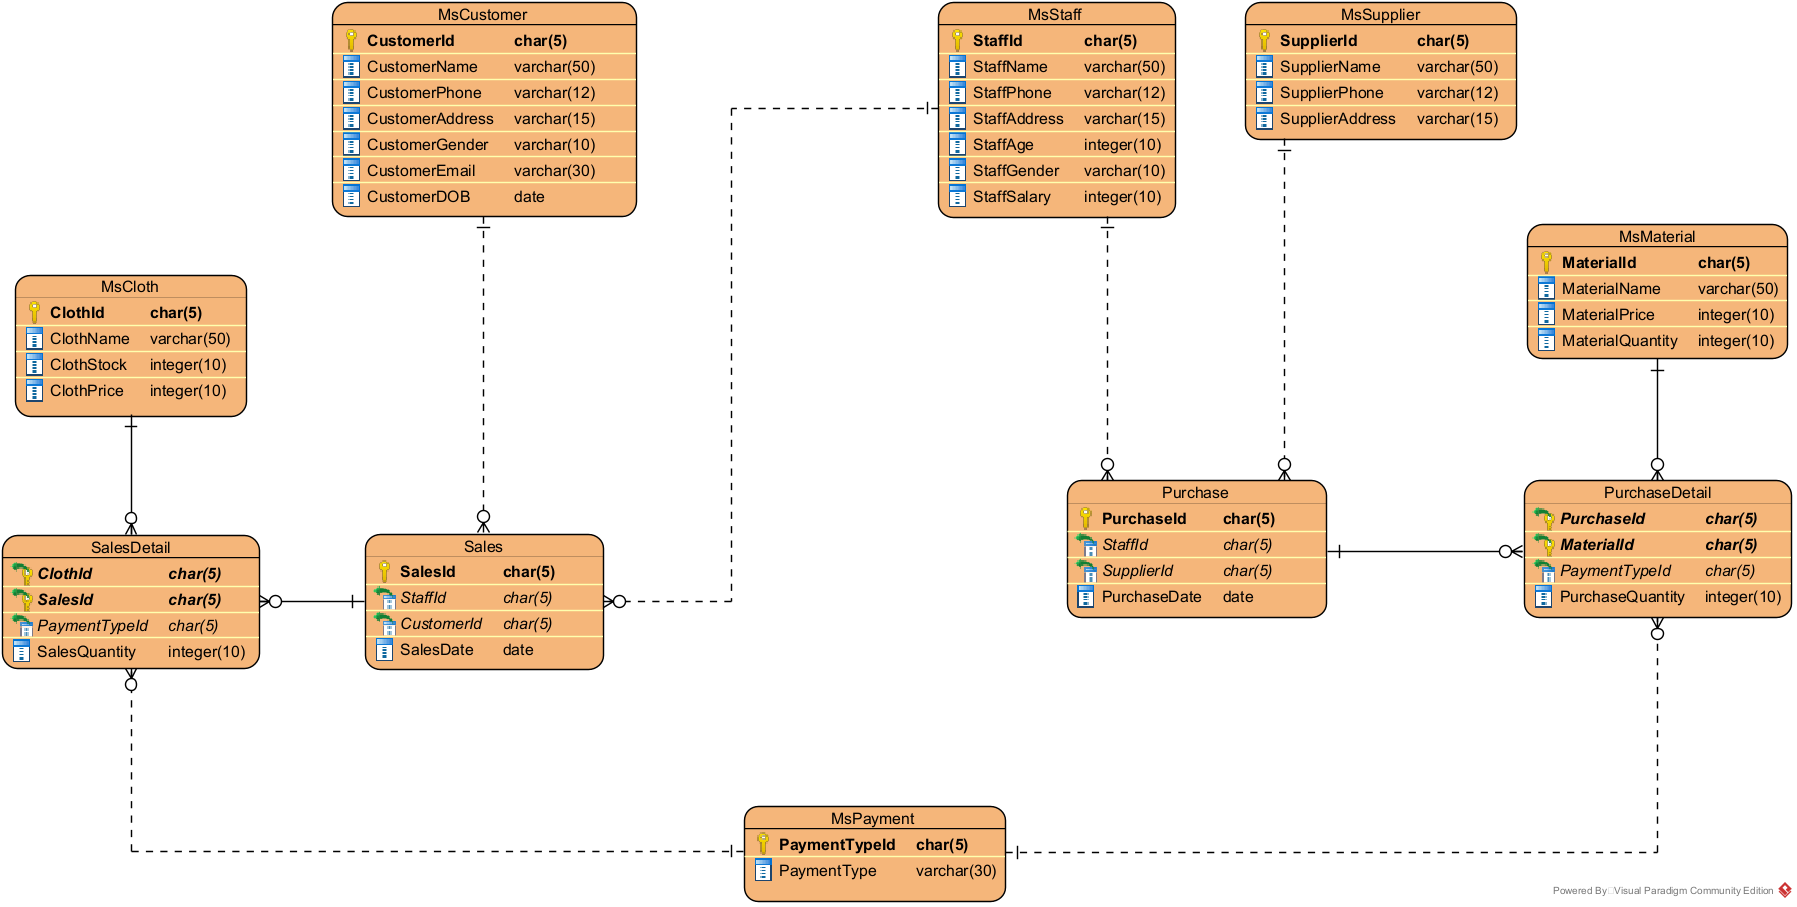 MsCustomer
CustomerId char(5)
CustomerName varchar(50)
CustomerPhone varchar(12)
CustomerAddress varchar(15)
CustomerGender varchar(10)
CustomerEmail varchar(30)
CustomerDOB date
MsStaff
StaffId char(5)
StaffName varchar(50)
StaffPhone varchar(12)
StaffAddress varchar(15)
StaffAge integer(10)
StaffGender varchar(10)
StaffSalary integer(10)
MsSupplier
SupplierId char(5)
SupplierName varchar(50)
SupplierPhone varchar(12)
SupplierAddress varchar(15)
MsMaterial
MaterialId char(5)
MaterialName varchar(50)
MaterialPrice integer(10)
MaterialQuantity integer(10)
MsCloth
ClothId char(5)
ClothName varchar(50)
ClothStock integer(10)
ClothPrice integer(10)
SalesDetail
ClothId char(5)
SalesId char(5)
PaymentTypeId char(5)
SalesQuantity integer(10)
Sales
SalesId char(5)
StaffId char(5)
CustomerId char(5)
SalesDate date
Purchase
PurchaseId char(5)
StaffId char(5)
SupplierId char(5)
PurchaseDate date
PurchaseDetail
PurchaseId char(5)
MaterialId char(5)
PaymentTypeId char(5)
PurchaseQuantity integer(10)
MsPayment
PaymentTypeId char(5)
PaymentType varchar(30)
Powered By Visual Paradigm Community Edition